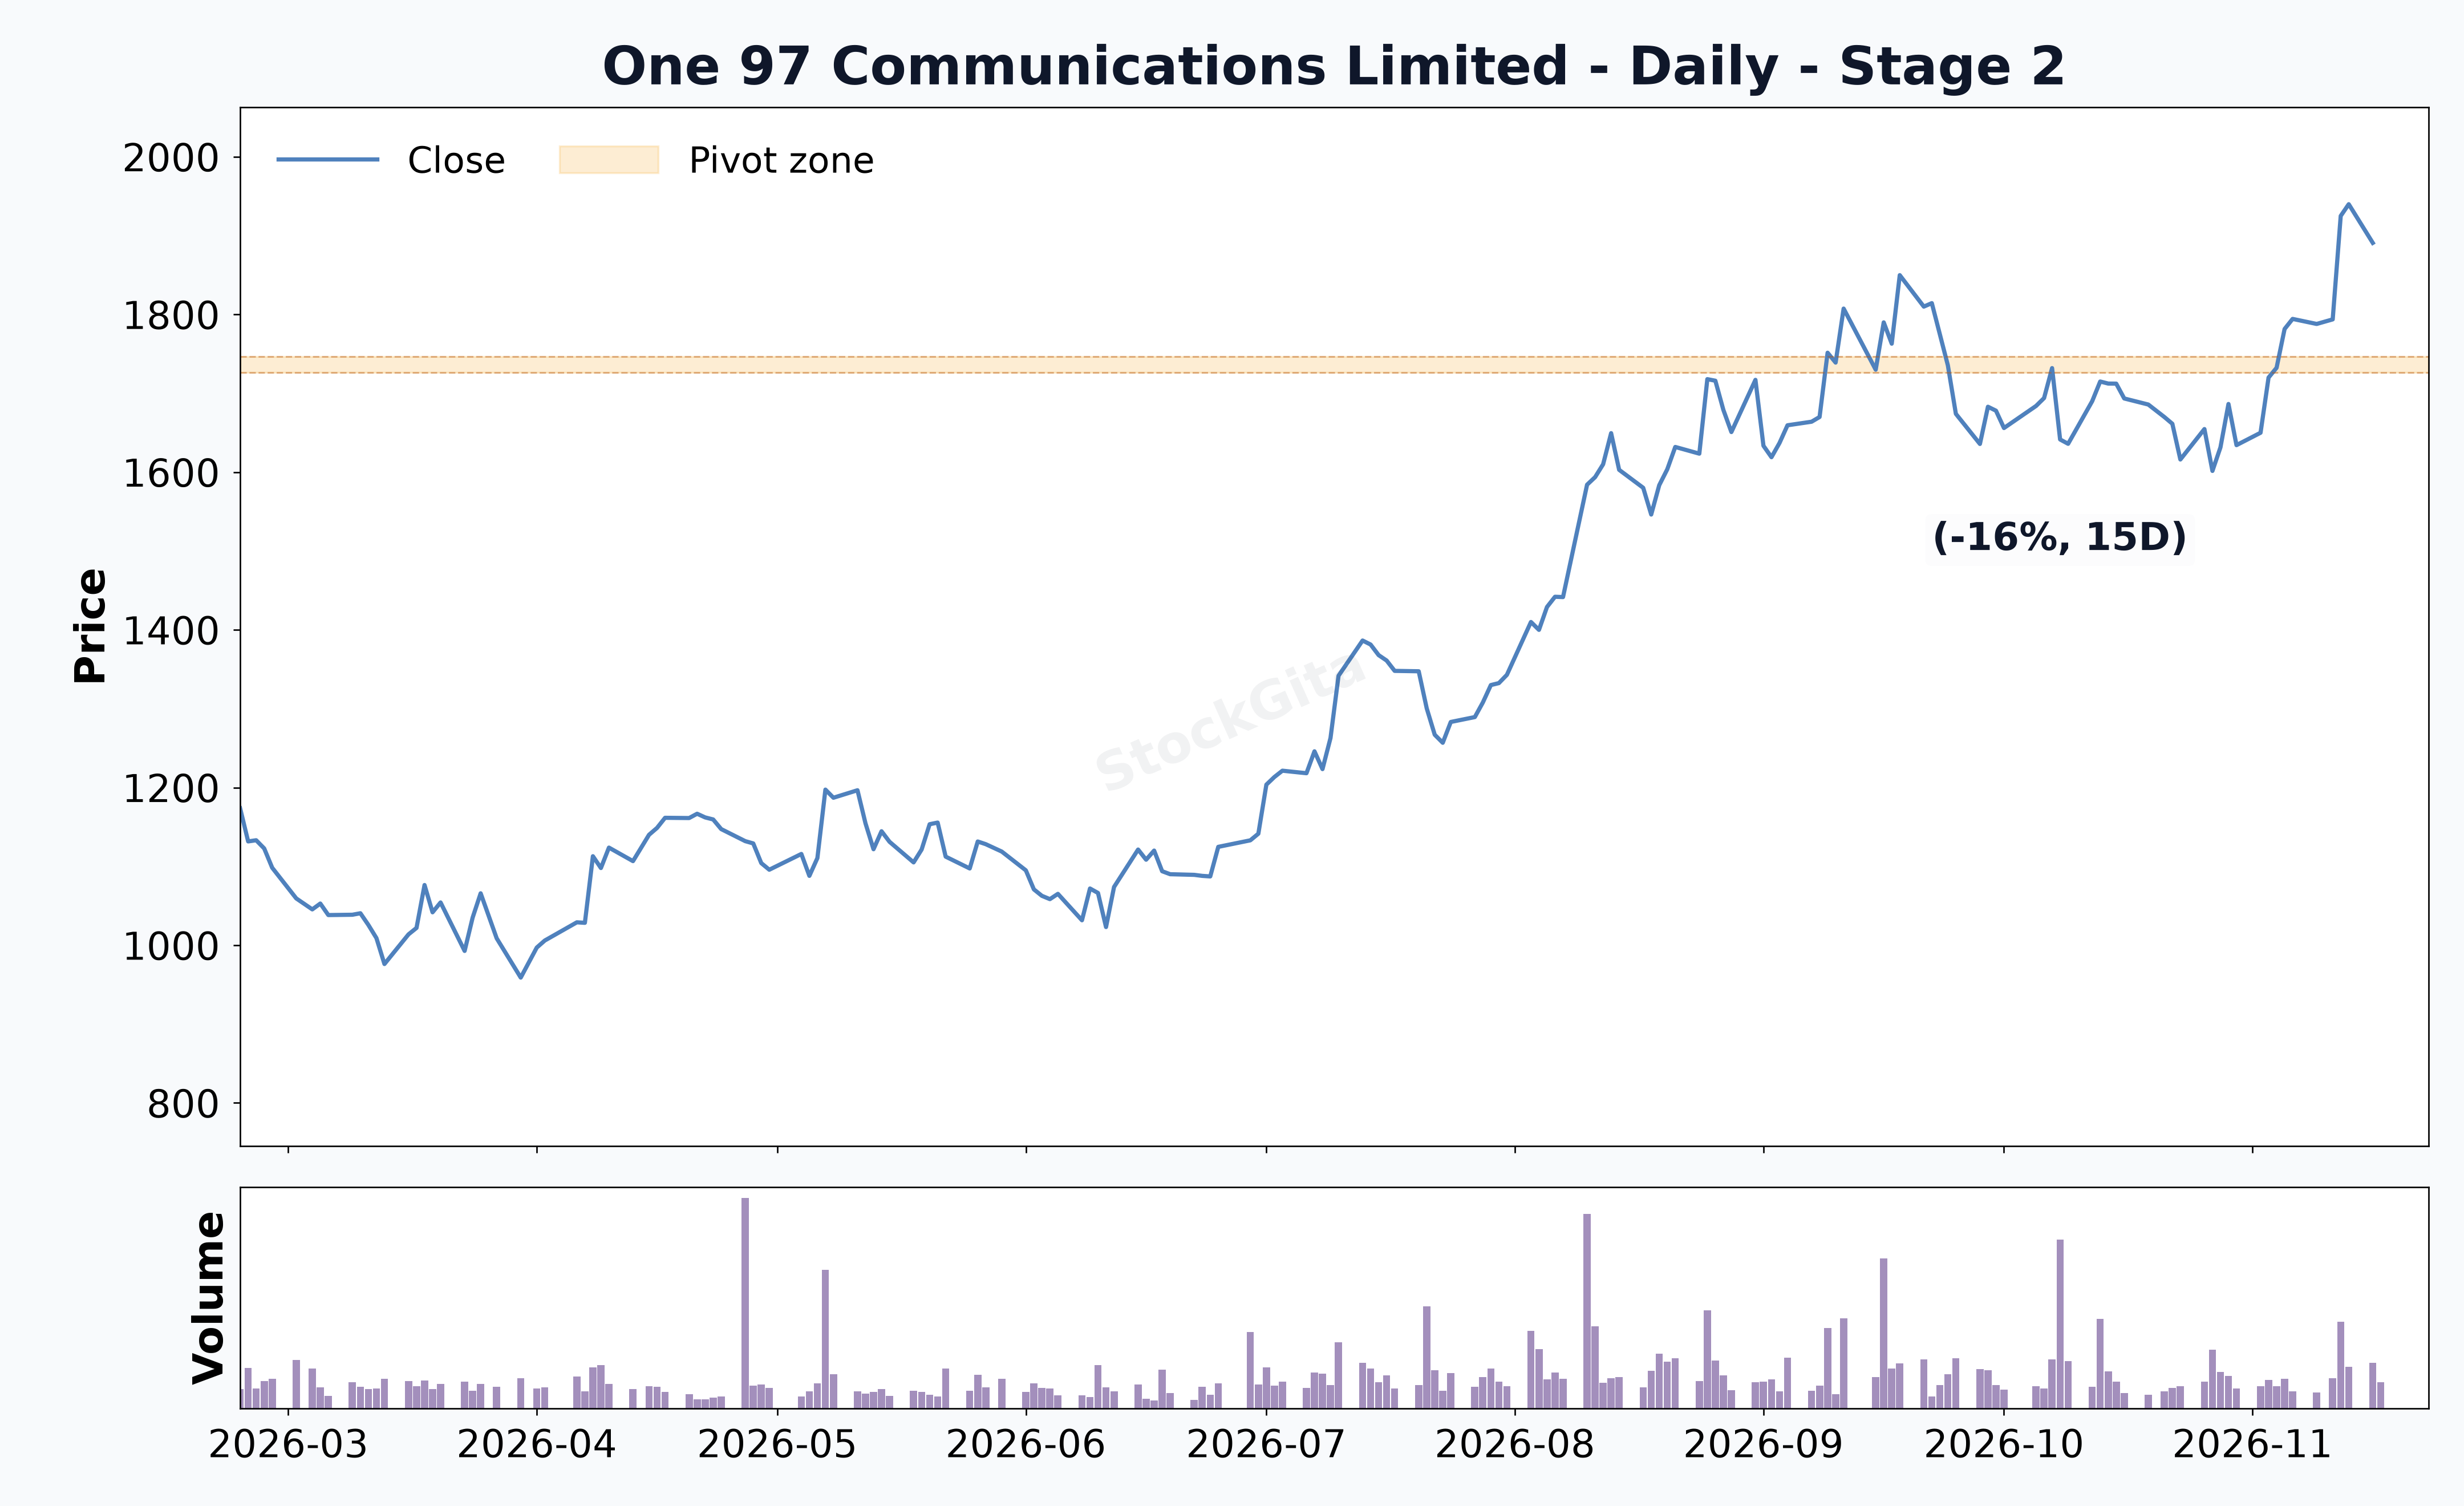 One 97 Communications Limited - Daily - Stage 2
Close
Pivot zone
2000
1800
1600
1400
1200
1000
800
Price
(-16%, 15D)
StockGita
Volume
2026-03
2026-04
2026-05
2026-06
2026-07
2026-08
2026-09
2026-10
2026-11